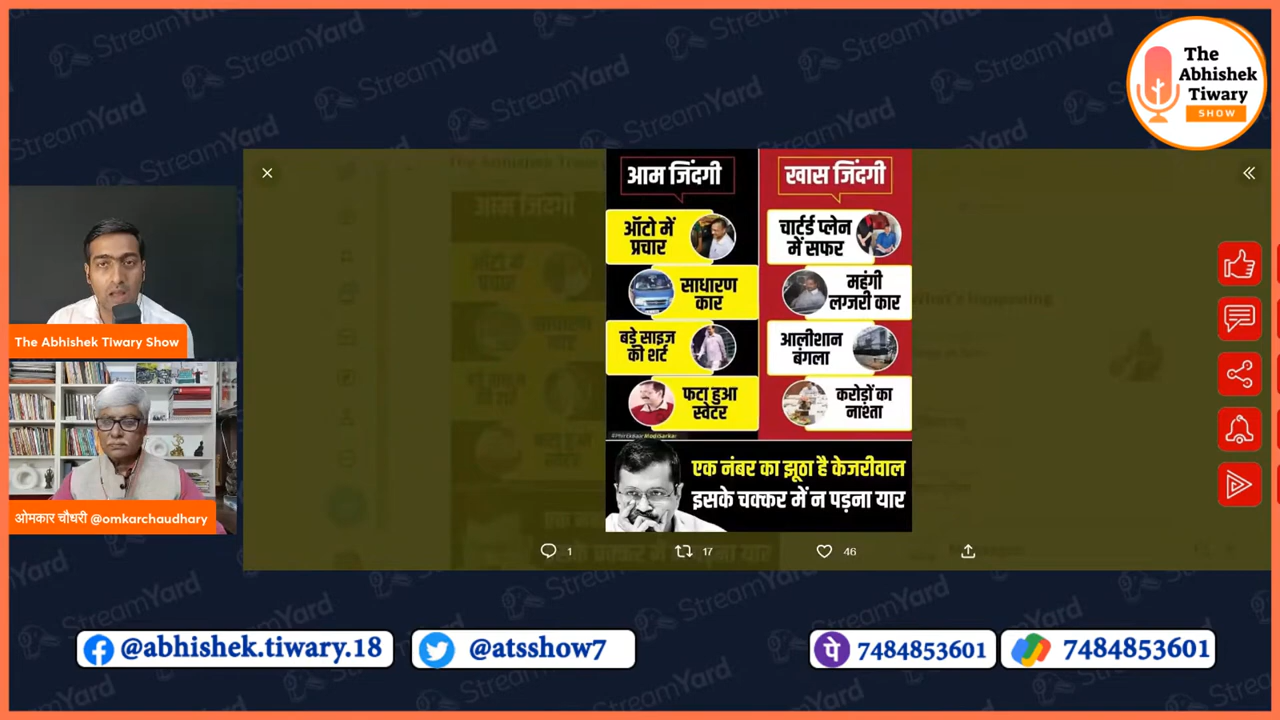 The
Abhishek
Tiwary
SHOW
StreamYard
आम जिंदगी
ऑटो में
प्रचार
साधारण
कार
बड़े साइज
की शर्ट
फटा हुआ
स्वेटर
खास जिंदगी
चार्टर्ड प्लेन
में सफर
महंगी
लग्जरी कार
आलीशान
बंगला
करोड़ों का
नाश्ता
एक नंबर का झूठा है केजरीवाल
इसके चक्कर में न पड़ना यार
1
17
46
The Abhishek Tiwary Show
ओमकार चौधरी @omkarchaudhary
@abhishek.tiwary.18
@atsshow7
पे
7484853601
7484853601